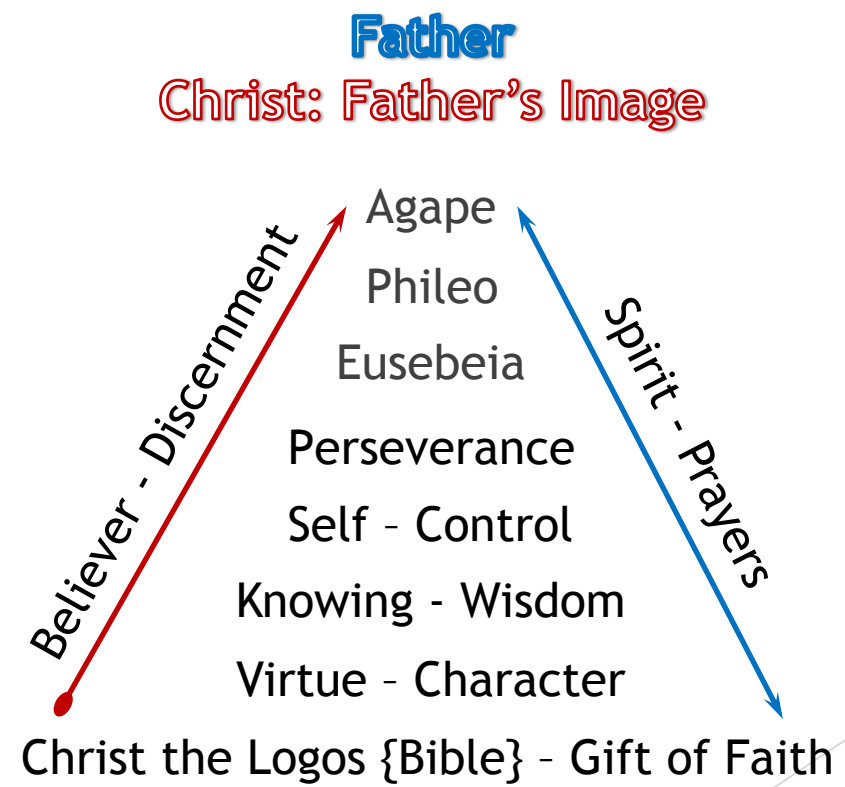 Father
Christ: Father’s Image
Agape
Phileo
Eusebeia
Perseverance
Self – Control
Knowing - Wisdom
Virtue – Character
Christ the Logos {Bible} – Gift of Faith
Believer - Discernment
Spirit - Prayers